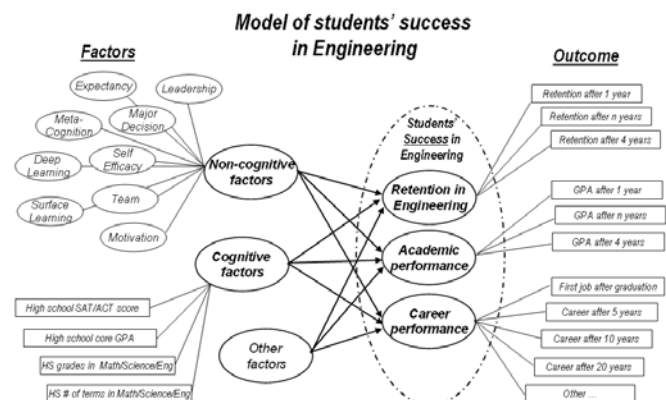 Model of students' success
in Engineering
Factors
Outcome
Expectancy
Leadership
Meta-
Cognition
Major
Decision
Deep
Learning
Self
Efficacy
Surface
Learning
Team
Motivation
Non-cognitive
factors
Cognitive
factors
Other
factors
High school SAT/ACT score
High school core GPA
HS grades in Math/Science/Eng
HS # of terms in Math/Science/Eng
Students'
Success in
Engineering
Retention in
Engineering
Academic
performance
Career
performance
Retention after 1 year
Retention after n years
Retention after 4 years
GPA after 1 year
GPA after n years
GPA after 4 years
First job after graduation
Career after 5 years
Career after 10 years
Career after 20 years
Other ...